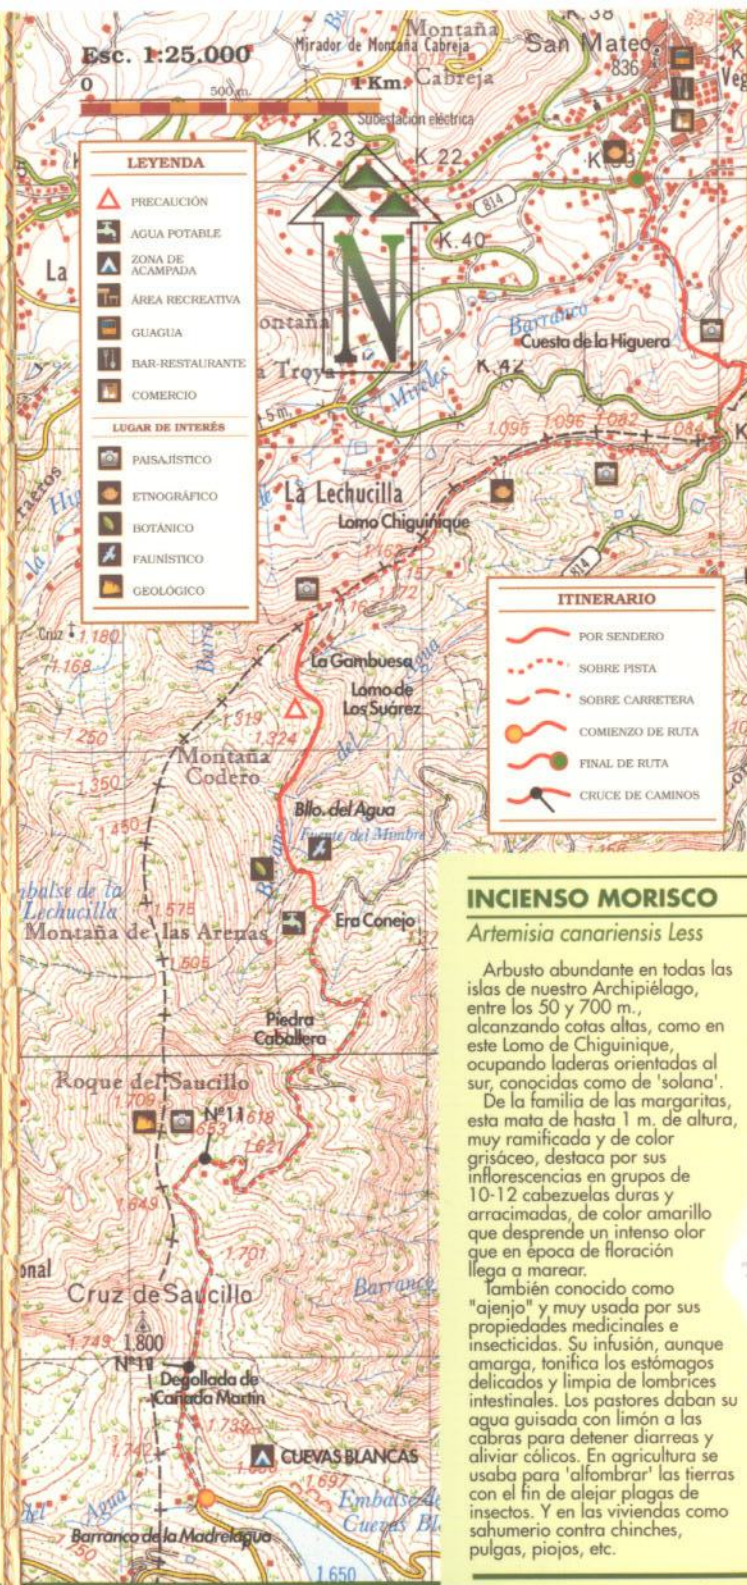 Esc. 1:25.000
0
500 m.
1 Km.
Montaña
Cabreja
Mirador de Montaña Cabreja
Subestación eléctrica
K.38
San Mateo
836
834
K.23
K.22
814
K.40
LEYENDA
PRECAUCIÓN
AGUA POTABLE
ZONA DE
ACAMPADA
ÁREA RECREATIVA
GUAGUA
BAR-RESTAURANTE
COMERCIO
LUGAR DE INTERÉS
PAISAJÍSTICO
ETNOGRÁFICO
BOTÁNICO
FAUNÍSTICO
GEOLÓGICO
N
La
Barranco
Cuesta de la Higuera
K.42
Mireles
1.095
1.096
1.082
1.084
La Lechucilla
Lomo Chiguinique
814
ITINERARIO
POR SENDERO
SOBRE PISTA
SOBRE CARRETERA
COMIENZO DE RUTA
FINAL DE RUTA
CRUCE DE CAMINOS
Cruz
1.180
1.168
La Gambuesa
Lomo de
Los Suárez
1.319
1.324
1.250
Montaña
Codero
1.350
1.450
Bllo. del Agua
Fuente del Mimbre
Lechucilla
1.575
Montaña de las Arenas
1.595
Era Conejo
Piedra
Caballera
Roque del Saucillo
1.709
Nº11
1.618
1.621
1.649
1.701
Barranco
Cruz de Saucillo
1.749
1.800
Degollada de
Cañada Martín
1.739
1.742
CUEVAS BLANCAS
1.697
Agua
Embalse de
Barranco de la Madrelagua
1.650
INCIENSO MORISCO
Artemisia canariensis Less
Arbusto abundante en todas las
islas de nuestro Archipiélago,
entre los 50 y 700 m.,
alcanzando cotas altas, como en
este Lomo de Chiguinique,
ocupando laderas orientadas al
sur, conocidas como de 'solana'.
De la familia de las margaritas,
esta mata de hasta 1 m. de altura,
muy ramificada y de color
grisáceo, destaca por sus
inflorescencias en grupos de
10-12 cabezuelas duras y
arracimadas, de color amarillo
que desprende un intenso olor
que en época de floración
llega a marear.
También conocido como
"ajenjo" y muy usada por sus
propiedades medicinales e
insecticidas. Su infusión, aunque
amarga, tonifica los estómagos
delicados y limpia de lombrices
intestinales. Los pastores daban su
agua guisada con limón a las
cabras para detener diarreas y
aliviar cólicos. En agricultura se
usaba para 'alfombrar' las tierras
con el fin de alejar plagas de
insectos. Y en las viviendas como
sahumerio contra chinches,
pulgas, piojos, etc.